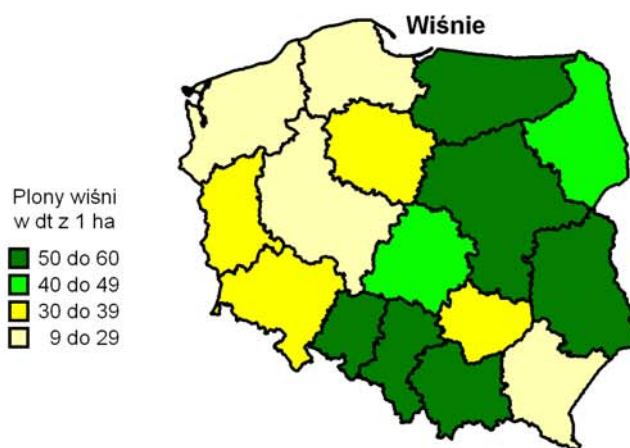 Wiśnie
Plony wiśni
w dt z 1 ha
50 do 60
40 do 49
30 do 39
9 do 29